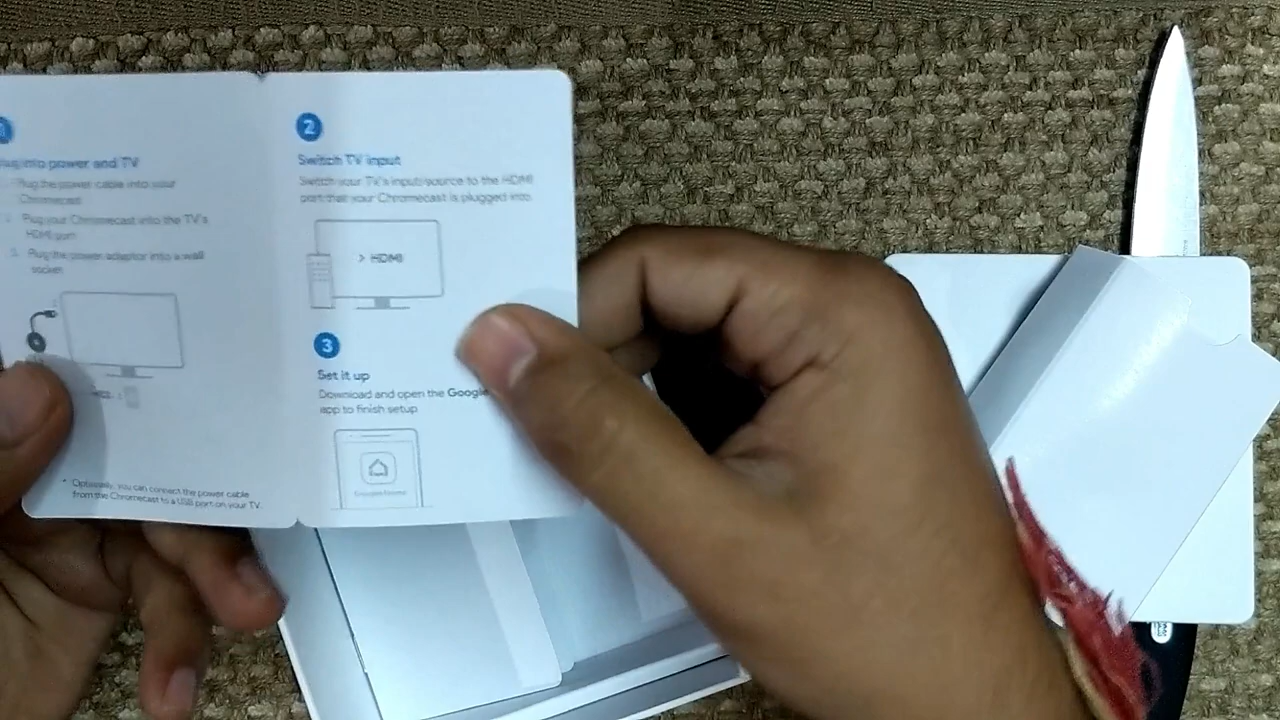 into power and TV
Plug the power cable into your
Chromecast
Plug your Chromecast into the TV's
HDMI port
Plug the power adaptor into a wall
socket
* Optionally, you can connect the power cable
from the Chromecast to a USB port on your TV.
2
Switch TV input
Switch your TV's input/source to the HDMI
port that your Chromecast is plugged into
> HDMI
3
Set it up
Download and open the Google
app to finish setup
Google Home